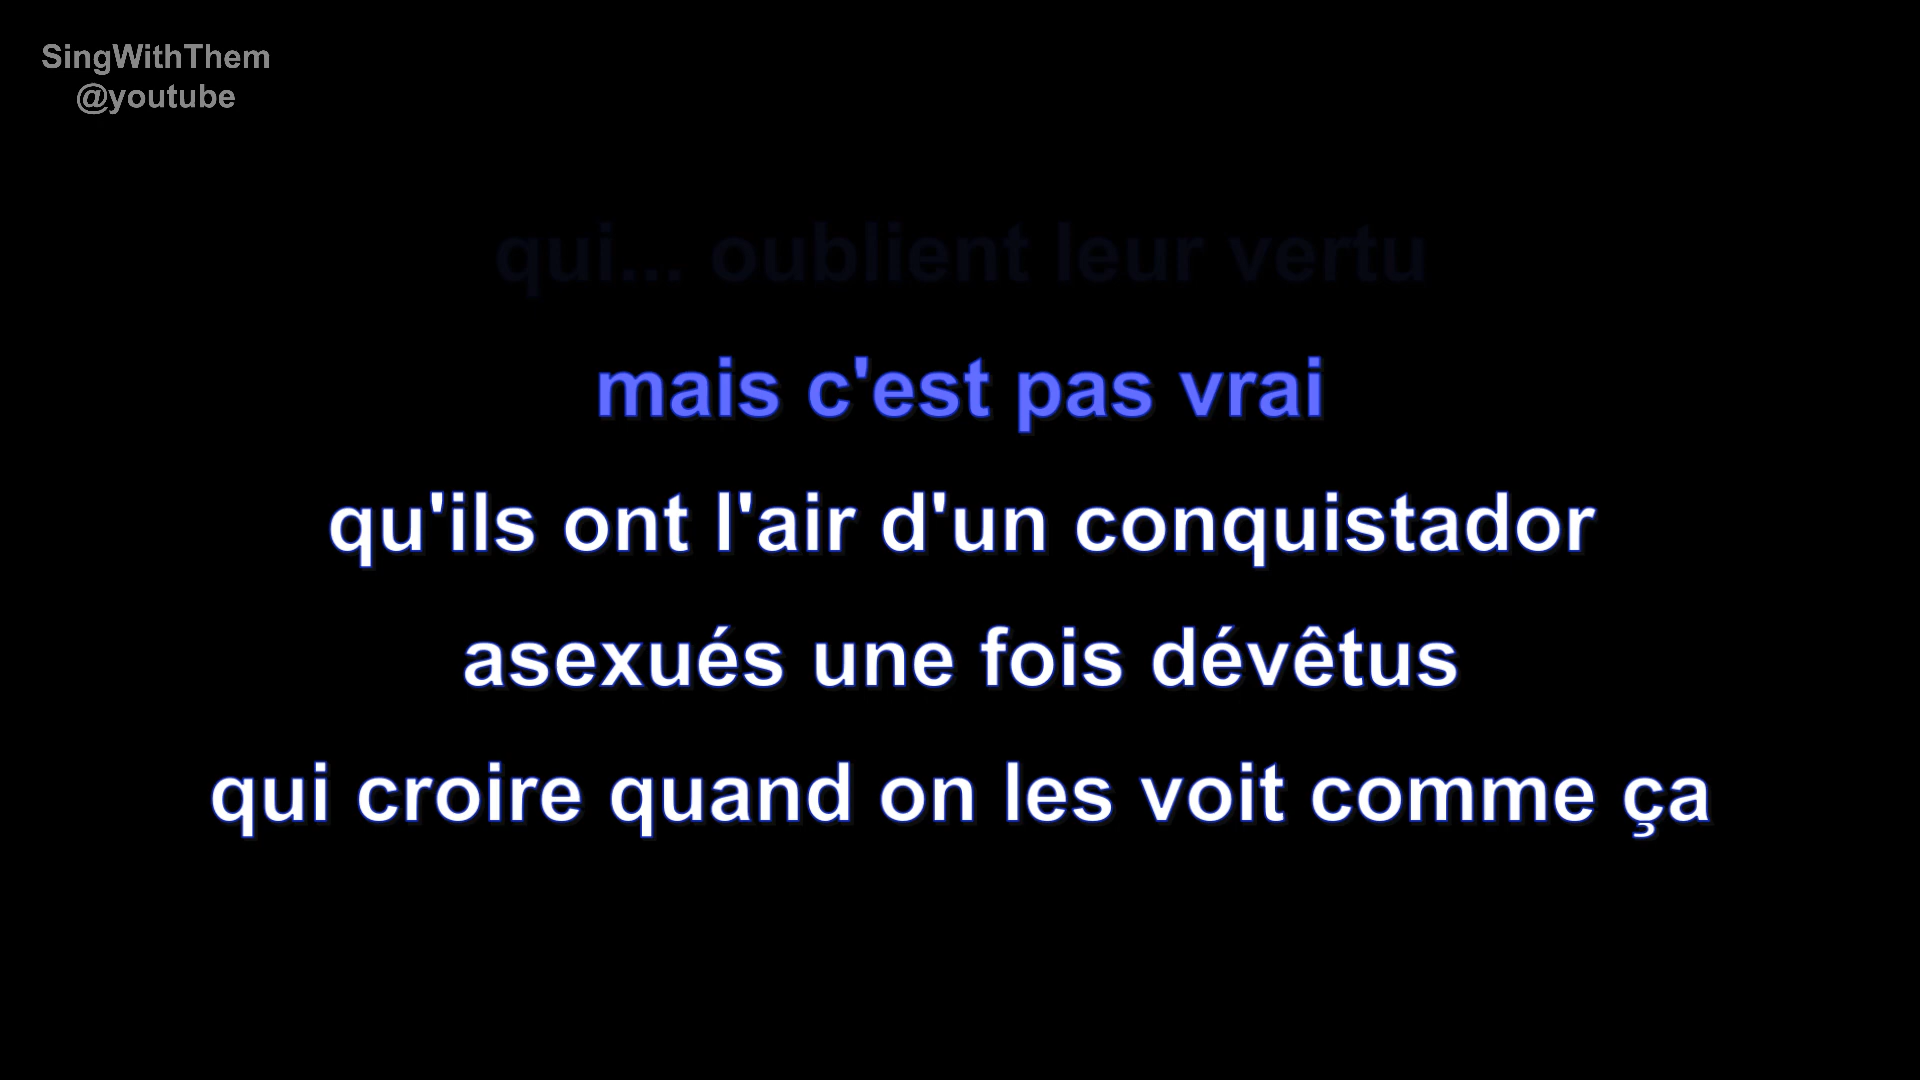 SingWithThem
@youtube
qui... oublient leur vertu
mais c'est pas vrai
qu'ils ont l'air d'un conquistador
asexués une fois dévêtus
qui croire quand on les voit comme ça